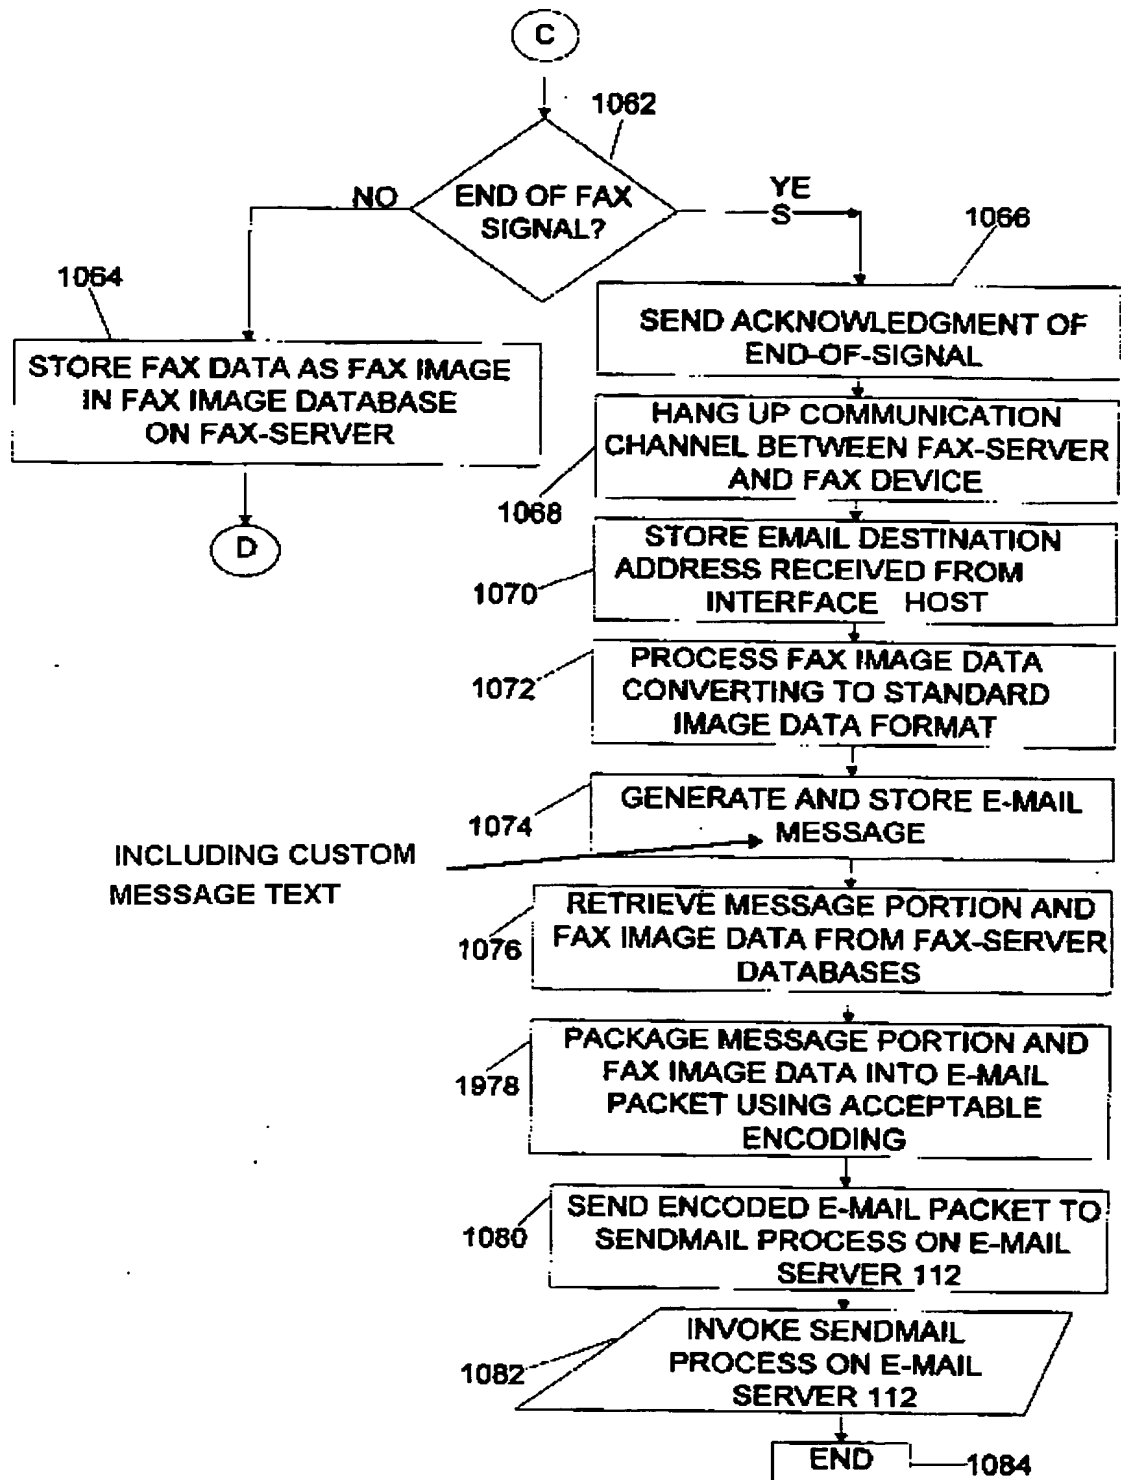 C
1062
END OF FAX
SIGNAL?
NO
YE
S
1064
STORE FAX DATA AS FAX IMAGE
IN FAX IMAGE DATABASE
ON FAX-SERVER
D
1066
SEND ACKNOWLEDGMENT OF
END-OF-SIGNAL
HANG UP COMMUNICATION
CHANNEL BETWEEN FAX-SERVER
AND FAX DEVICE
1068
STORE EMAIL DESTINATION
ADDRESS RECEIVED FROM
INTERFACE HOST
1070
PROCESS FAX IMAGE DATA
CONVERTING TO STANDARD
IMAGE DATA FORMAT
1072
GENERATE AND STORE E-MAIL
MESSAGE
1074
INCLUDING CUSTOM
MESSAGE TEXT
RETRIEVE MESSAGE PORTION AND
FAX IMAGE DATA FROM FAX-SERVER
DATABASES
1076
PACKAGE MESSAGE PORTION AND
FAX IMAGE DATA INTO E-MAIL
PACKET USING ACCEPTABLE
ENCODING
1978
SEND ENCODED E-MAIL PACKET TO
SENDMAIL PROCESS ON E-MAIL
SERVER 112
1080
INVOKE SENDMAIL
PROCESS ON E-MAIL
SERVER 112
1082
END
1084